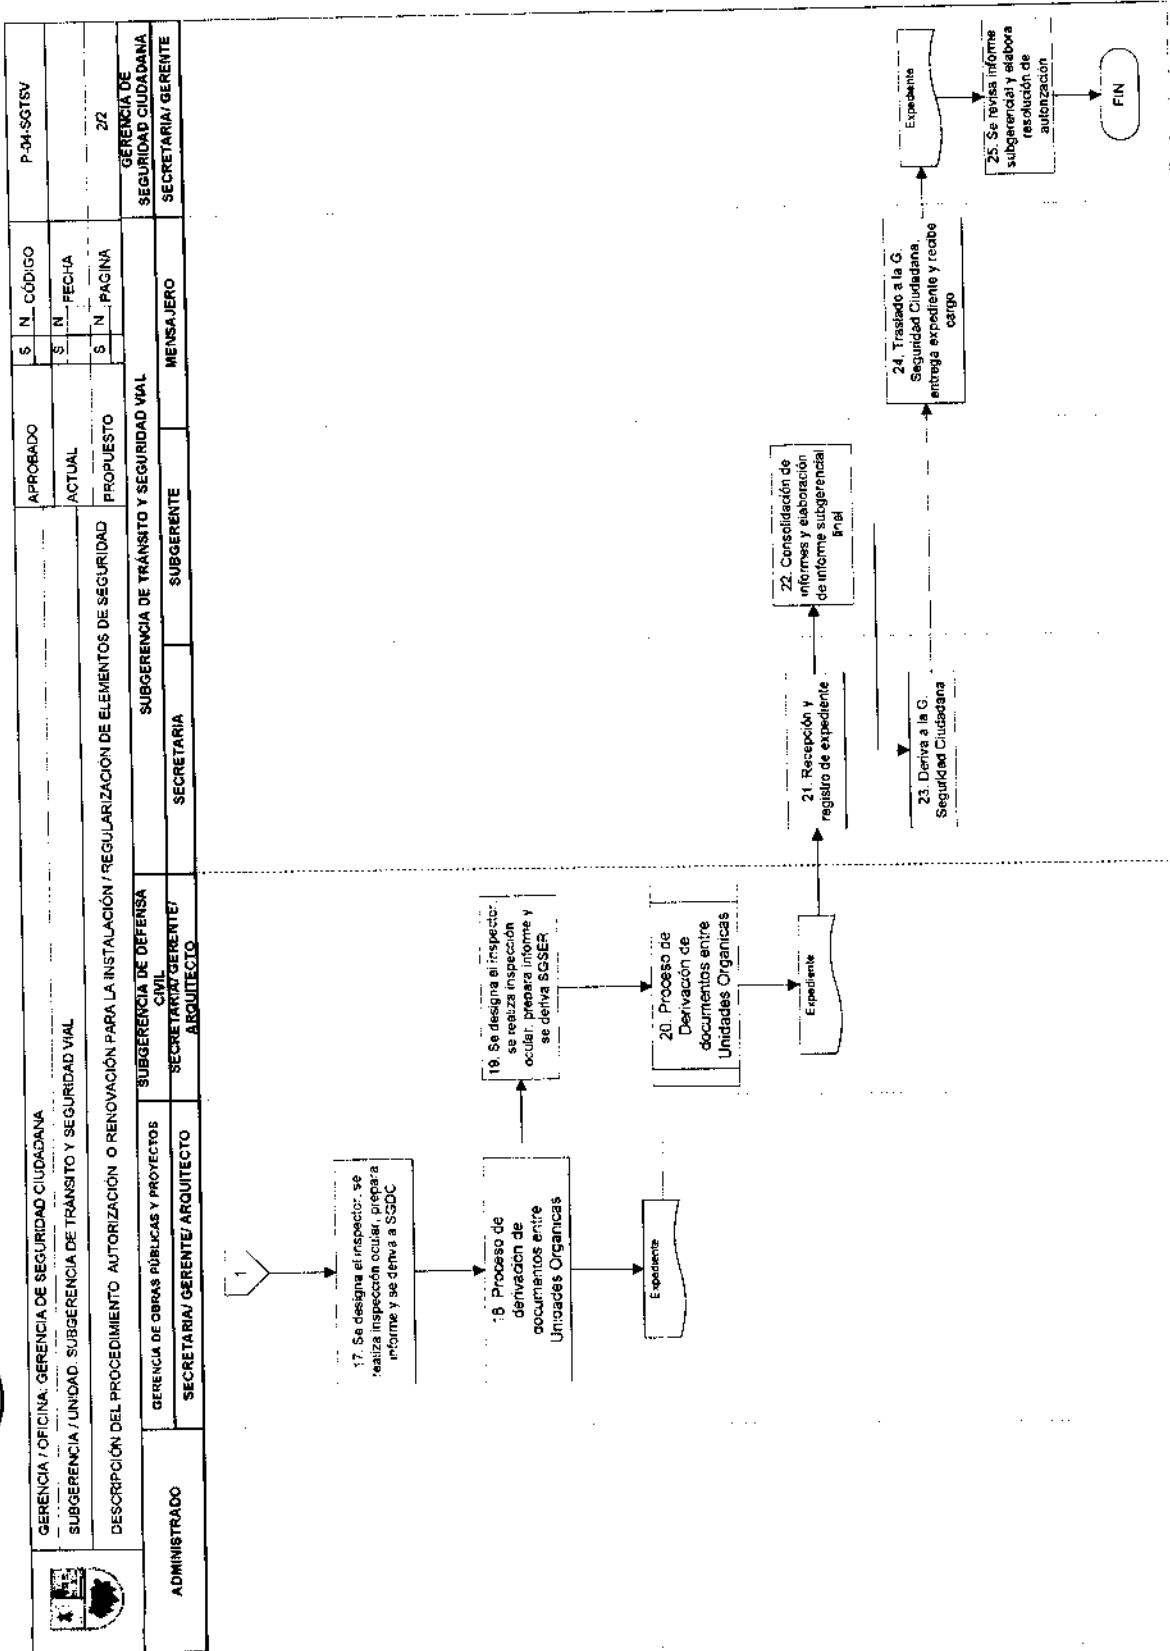 GERENCIA / OFICINA: GERENCIA DE SEGURIDAD CIUDADANA
APROBADO
S N CÓDIGO
P-04-SGTSV
SUBGERENCIA / UNIDAD: SUBGERENCIA DE TRÁNSITO Y SEGURIDAD VIAL
ACTUAL
S N FECHA
DESCRIPCIÓN DEL PROCEDIMIENTO AUTORIZACIÓN O RENOVACIÓN PARA LA INSTALACIÓN / REGULARIZACIÓN DE ELEMENTOS DE SEGURIDAD
PROPUESTO
S N PAGINA
2/2
ADMINISTRADO
GERENCIA DE OBRAS PÚBLICAS Y PROYECTOS
SECRETARIA/ GERENTE/ ARQUITECTO
SUBGERENCIA DE DEFENSA
CIVIL
SECRETARIA/ GERENTE/
ARQUITECTO
SUBGERENCIA DE TRÁNSITO Y SEGURIDAD VIAL
SECRETARIA
SUBGERENTE
MENSAJERO
GERENCIA DE
SEGURIDAD CIUDADANA
SECRETARIA/ GERENTE
1
17. Se designa el inspector, se
realiza inspección ocular, prepara
informe y se deriva a SGDC
18 Proceso de
derivación de
documentos entre
Unidades Organicas
Expediente
19. Se designa el inspector,
se realiza inspección
ocular, prepara informe y
se deriva SGSER
20. Proceso de
Derivación de
documentos entre
Unidades Organicas
Expediente
21. Recepción y
registro de expediente
22. Consolidación de
informes y elaboración
de informe subgerencial
final
23. Deriva a la G.
Seguridad Ciudadana
24. Traslado a la G.
Seguridad Ciudadana,
entrega expediente y recibe
cargo
Expediente
25. Se revisa informe
subgerencial y elabora
resolución de
autorización
FIN